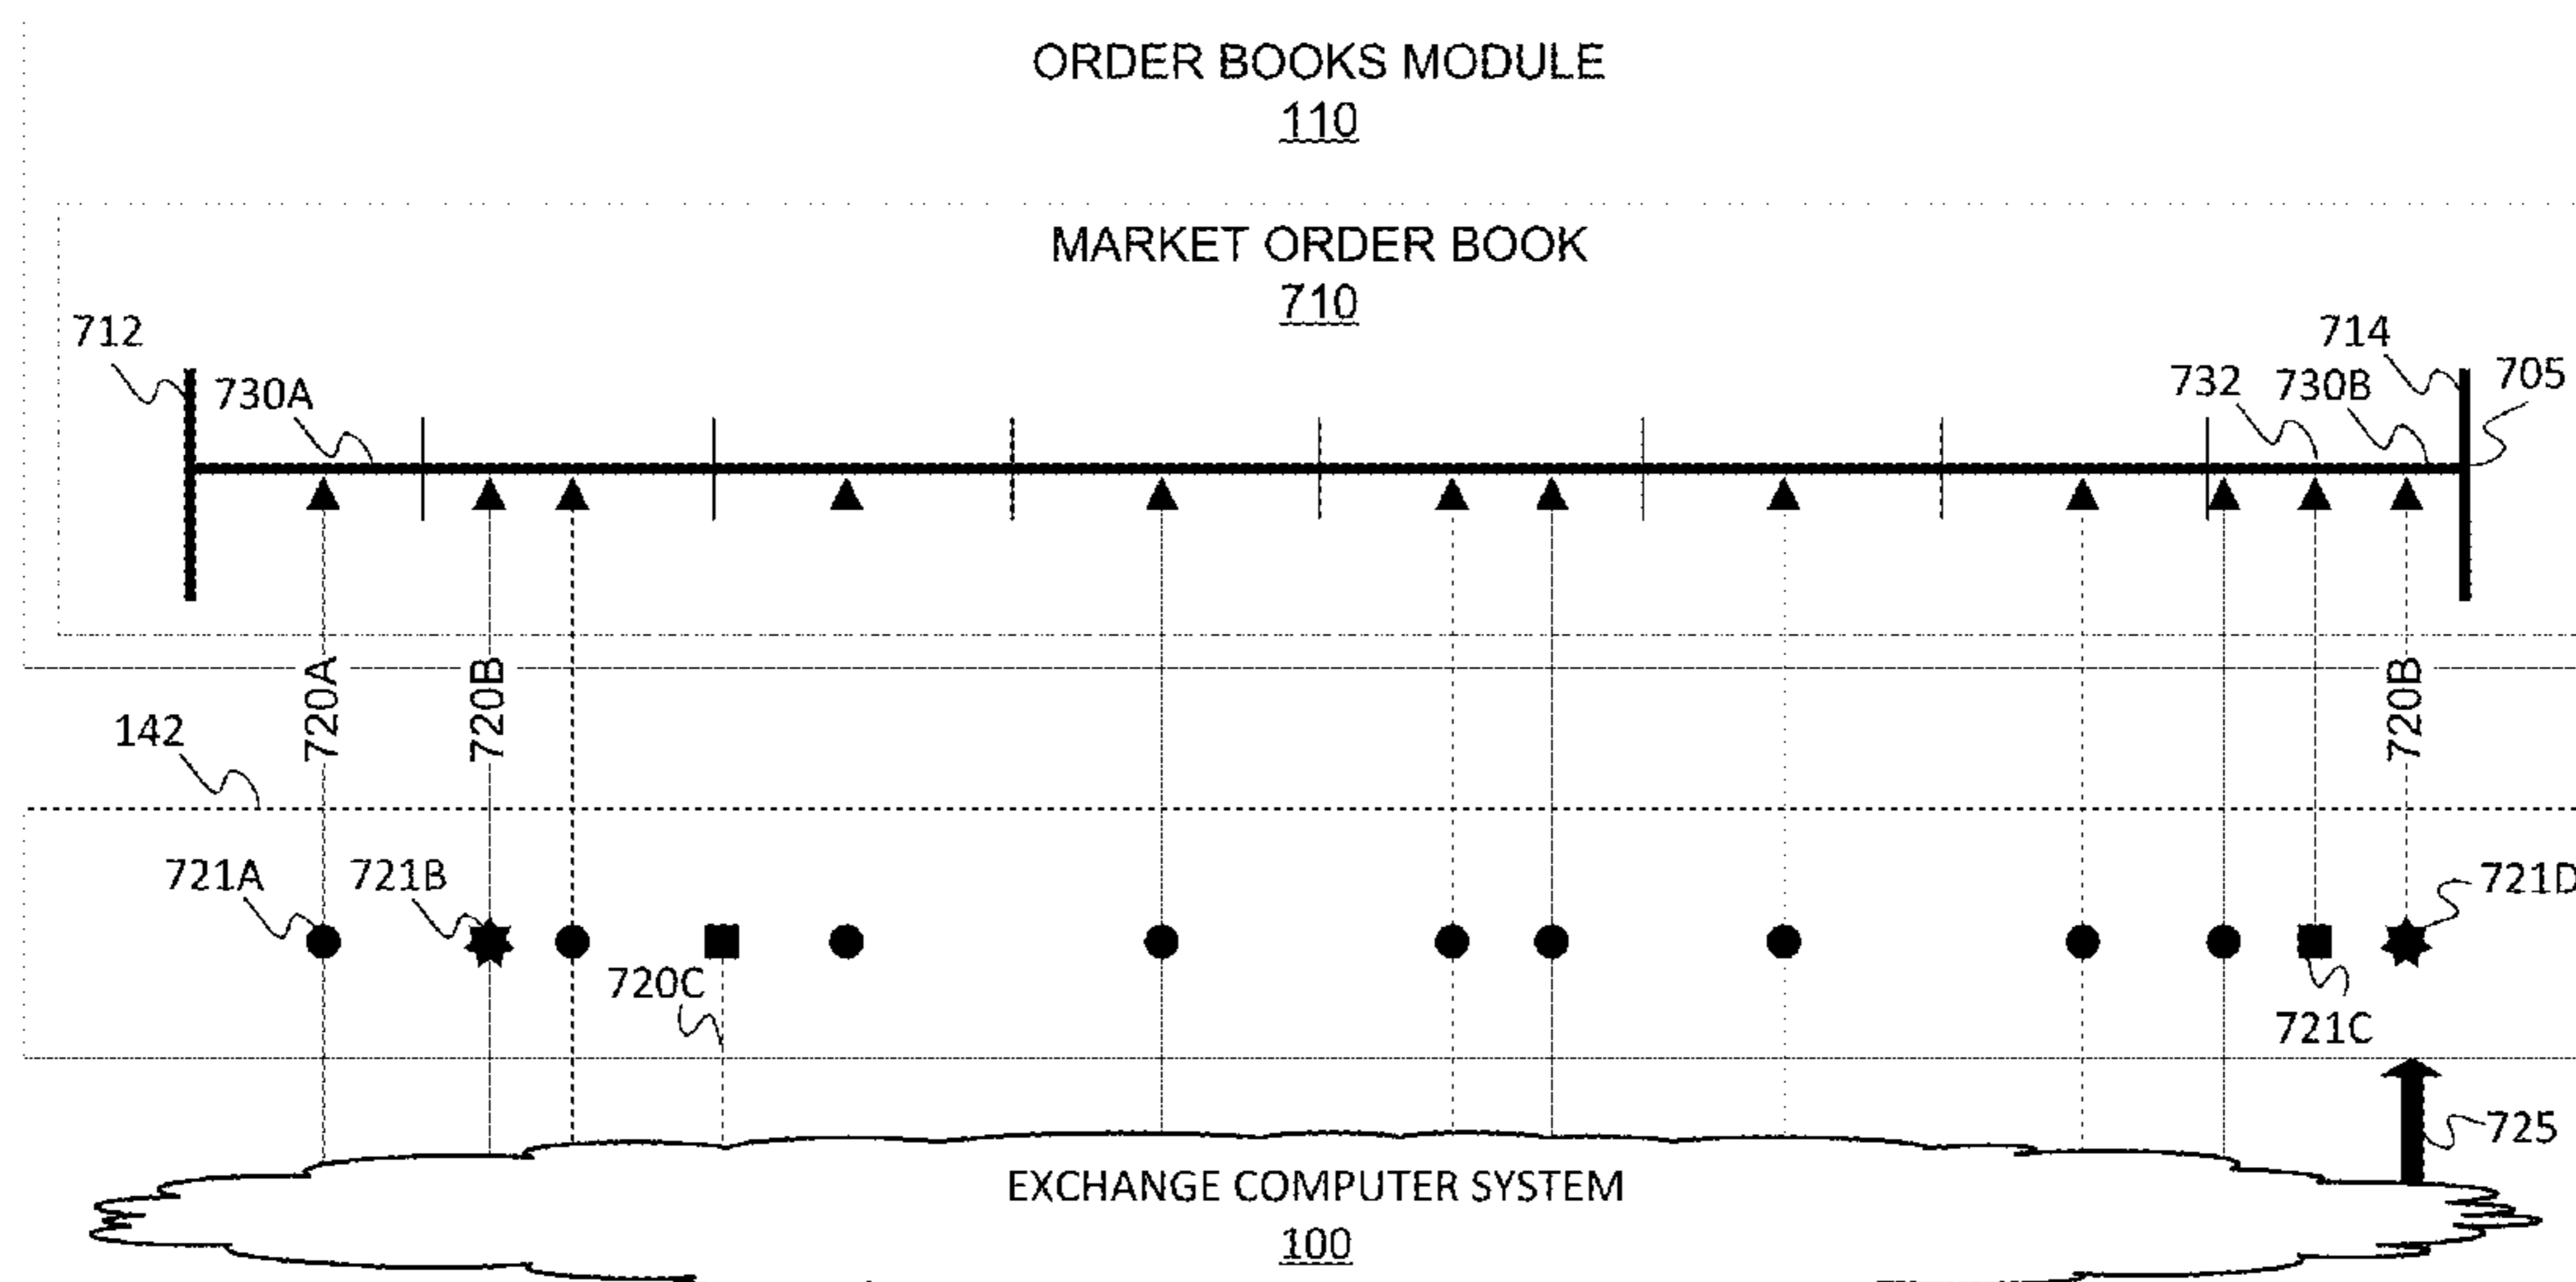 ORDER BOOKS MODULE
110
MARKET ORDER BOOK
710
712
714
705
730A
732
730B
720A
720B
720B
142
721A
721B
721D
720C
721C
725
EXCHANGE COMPUTER SYSTEM
100